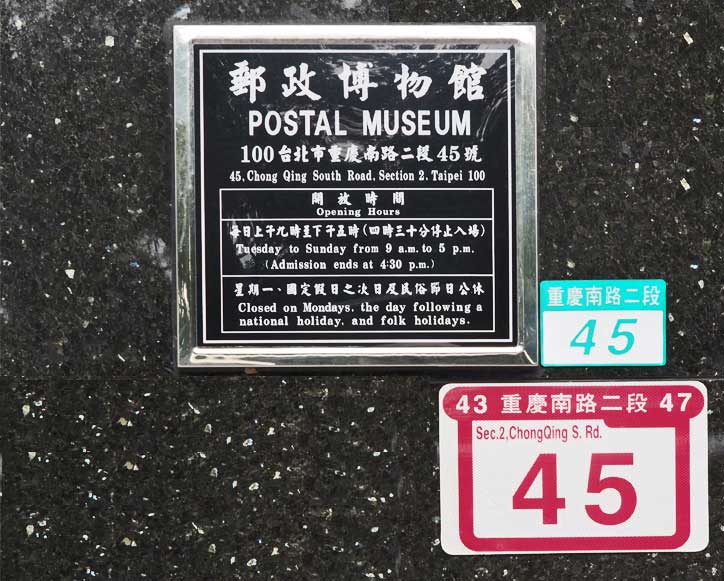 郵政博物館
POSTAL MUSEUM
100台北市重慶南路二段45號
45, Chong Qing South Road, Section 2, Taipei 100
開放時間
Opening Hours
每日上午九時至下午五時(四時三十分停止入場)
Tuesday to Sunday from 9 a.m. to 5 p.m.
(Admission ends at 4:30 p.m.)
星期一、國定假日之次日及民俗節日公休
Closed on Mondays, the day following a
national holiday, and folk holidays.
重慶南路二段
45
43 重慶南路二段 47
Sec.2,ChongQing S. Rd.
45